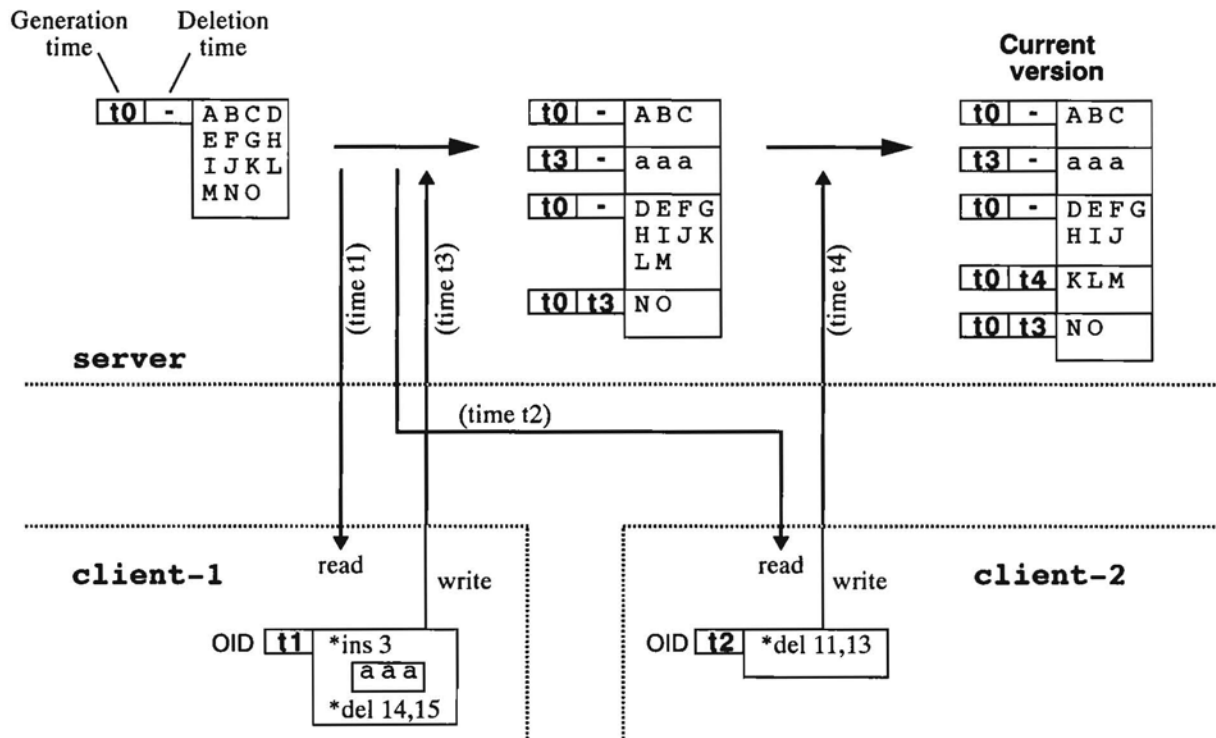 Generation time
Deletion time
t0 - A B C D
E F G H
I J K L
M N O
t0 - A B C
t3 - a a a
t0 - D E F G
H I J K
L M
t0 t3 N O
Current version
t0 - A B C
t3 - a a a
t0 - D E F G
H I J
t0 t4 K L M
t0 t3 N O
(time t1)
(time t3)
(time t4)
server
(time t2)
client-1
read
write
OID t1 *ins 3
a a a
*del 14,15
read
write
client-2
OID t2 *del 11,13